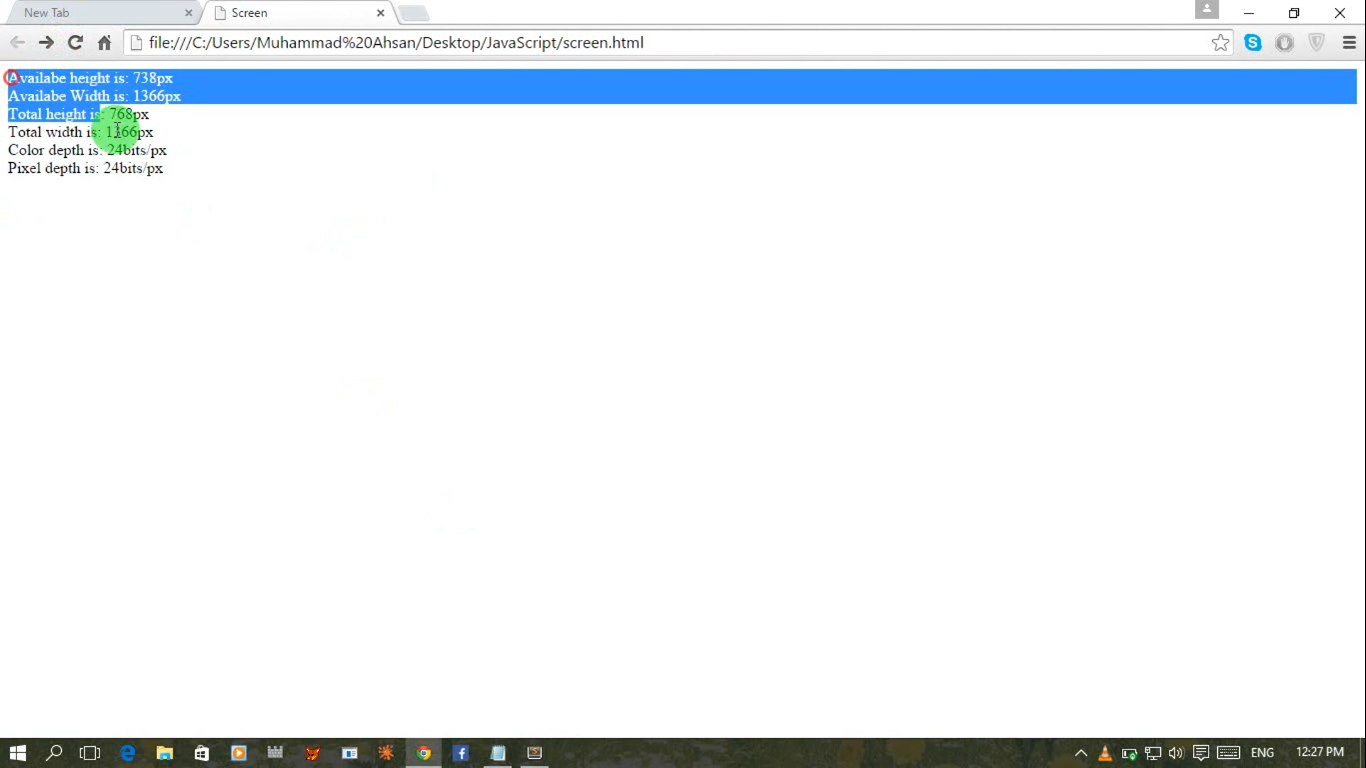 New Tab
Screen
file:///C:/Users/Muhammad%20Ahsan/Desktop/JavaScript/screen.html
Availabe height is: 738px
Availabe Width is: 1366px
Total height is: 768px
Total width is: 1366px
Color depth is: 24bits/px
Pixel depth is: 24bits/px
ENG
12:27 PM